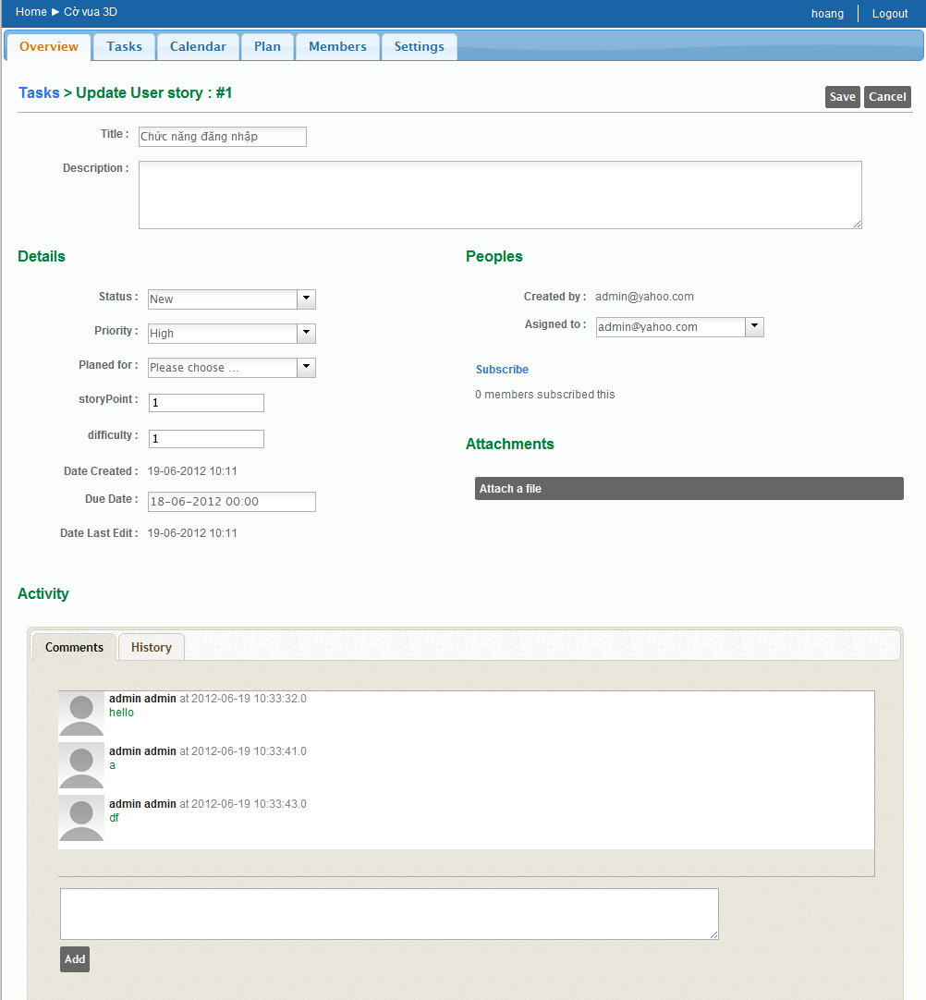 Home ► Cờ vua 3D
hoang
Logout
Overview
Tasks
Calendar
Plan
Members
Settings
Tasks > Update User story : #1
Save
Cancel
Title :
Chức năng đăng nhập
Description :
Details
Status :
New
Priority :
High
Planed for :
Please choose ...
storyPoint :
1
difficulty :
1
Date Created :
19-06-2012 10:11
Due Date :
18-06-2012 00:00
Date Last Edit :
19-06-2012 10:11
Peoples
Created by :
admin@yahoo.com
Asigned to :
admin@yahoo.com
Subscribe
0 members subscribed this
Attachments
Attach a file
Activity
Comments
History
admin admin at 2012-06-19 10:33:32.0
hello
admin admin at 2012-06-19 10:33:41.0
a
admin admin at 2012-06-19 10:33:43.0
df
Add